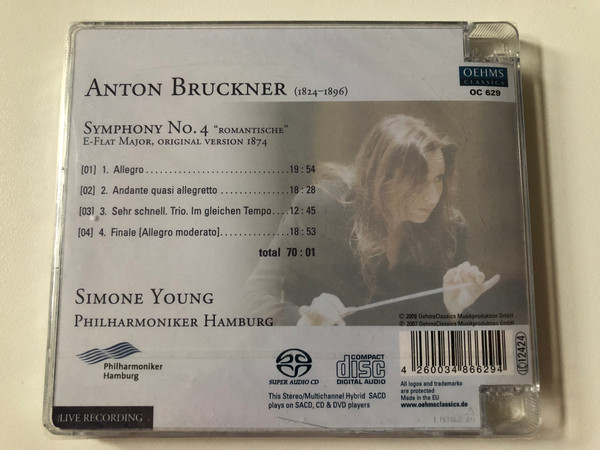 OEHMS
CLASSICS
OC 629
ANTON BRUCKNER (1824–1896)
SYMPHONY NO. 4 "ROMANTISCHE"
E-FLAT MAJOR, ORIGINAL VERSION 1874
[01] 1. Allegro 19 : 54
[02] 2. Andante quasi allegretto 18 : 28
[03] 3. Sehr schnell. Trio. Im gleichen Tempo 12 : 45
[04] 4. Finale [Allegro moderato] 18 : 53
total 70 : 01
SIMONE YOUNG
PHILHARMONIKER HAMBURG
Philharmoniker
Hamburg
SUPER AUDIO CD
COMPACT
disc
DIGITAL AUDIO
This Stereo/Multichannel Hybrid SACD
plays on SACD, CD & DVD players
℗ 2007 OehmsClassics Musikproduktion GmbH
4 260034 866294
LC 12424
All logos and trademarks
are protected
Made in the EU
www.oehmsclassics.de
LIVE RECORDING